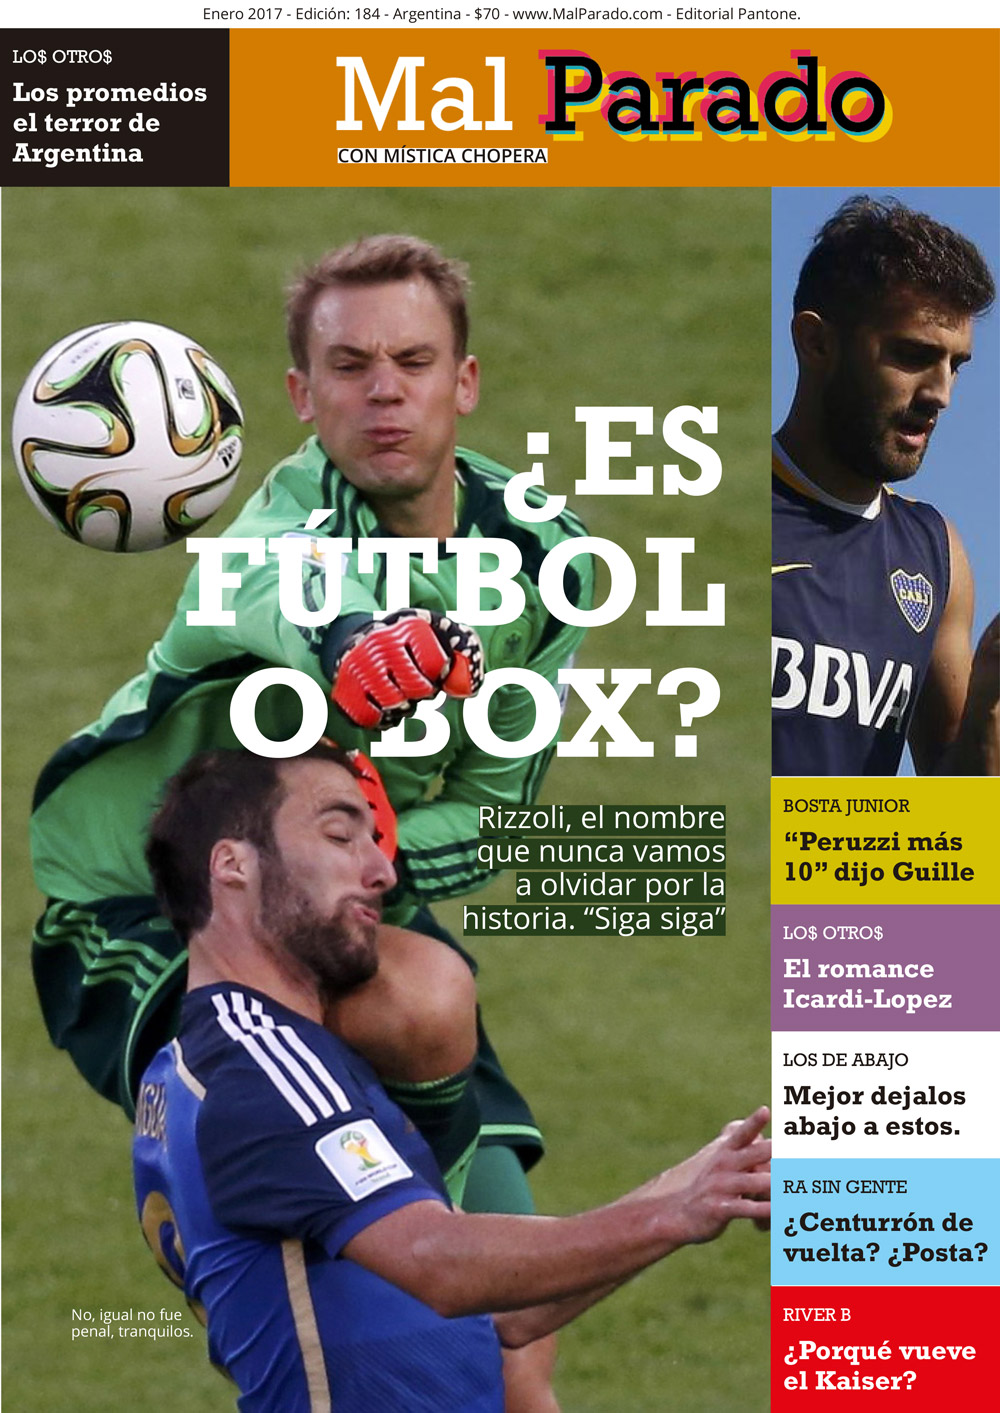 Enero 2017 - Edición: 184 - Argentina - $70 - www.MalParado.com - Editorial Pantone.
LO$ OTRO$
Los promedios
el terror de
Argentina
Mal Parado
CON MÍSTICA CHOPERA
¿ES
FÚTBOL
O BOX?
Rizzoli, el nombre
que nunca vamos
a olvidar por la
historia. “Siga siga”
No, igual no fue
penal, tranquilos.
CABJ
BBVA
BOSTA JUNIOR
“Peruzzi más
10” dijo Guille
LO$ OTRO$
El romance
Icardi-Lopez
LOS DE ABAJO
Mejor dejalos
abajo a estos.
RA SIN GENTE
¿Centurrón de
vuelta? ¿Posta?
RIVER B
¿Porqué vueve
el Kaiser?